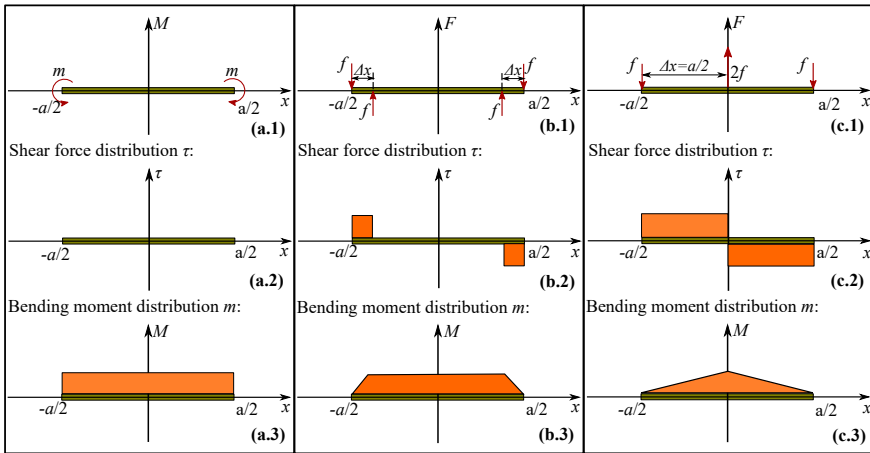 M
m
m
-a/2
a/2
x
(a.1)
F
f
Δx
Δx
f
f
f
-a/2
a/2
x
(b.1)
F
f
Δx=a/2
2f
f
-a/2
a/2
x
(c.1)
Shear force distribution τ:
Shear force distribution τ:
Shear force distribution τ:
τ
-a/2
a/2
x
(a.2)
τ
-a/2
a/2
x
(b.2)
τ
-a/2
a/2
x
(c.2)
Bending moment distribution m:
Bending moment distribution m:
Bending moment distribution m:
M
-a/2
a/2
x
(a.3)
M
-a/2
a/2
x
(b.3)
M
-a/2
a/2
x
(c.3)